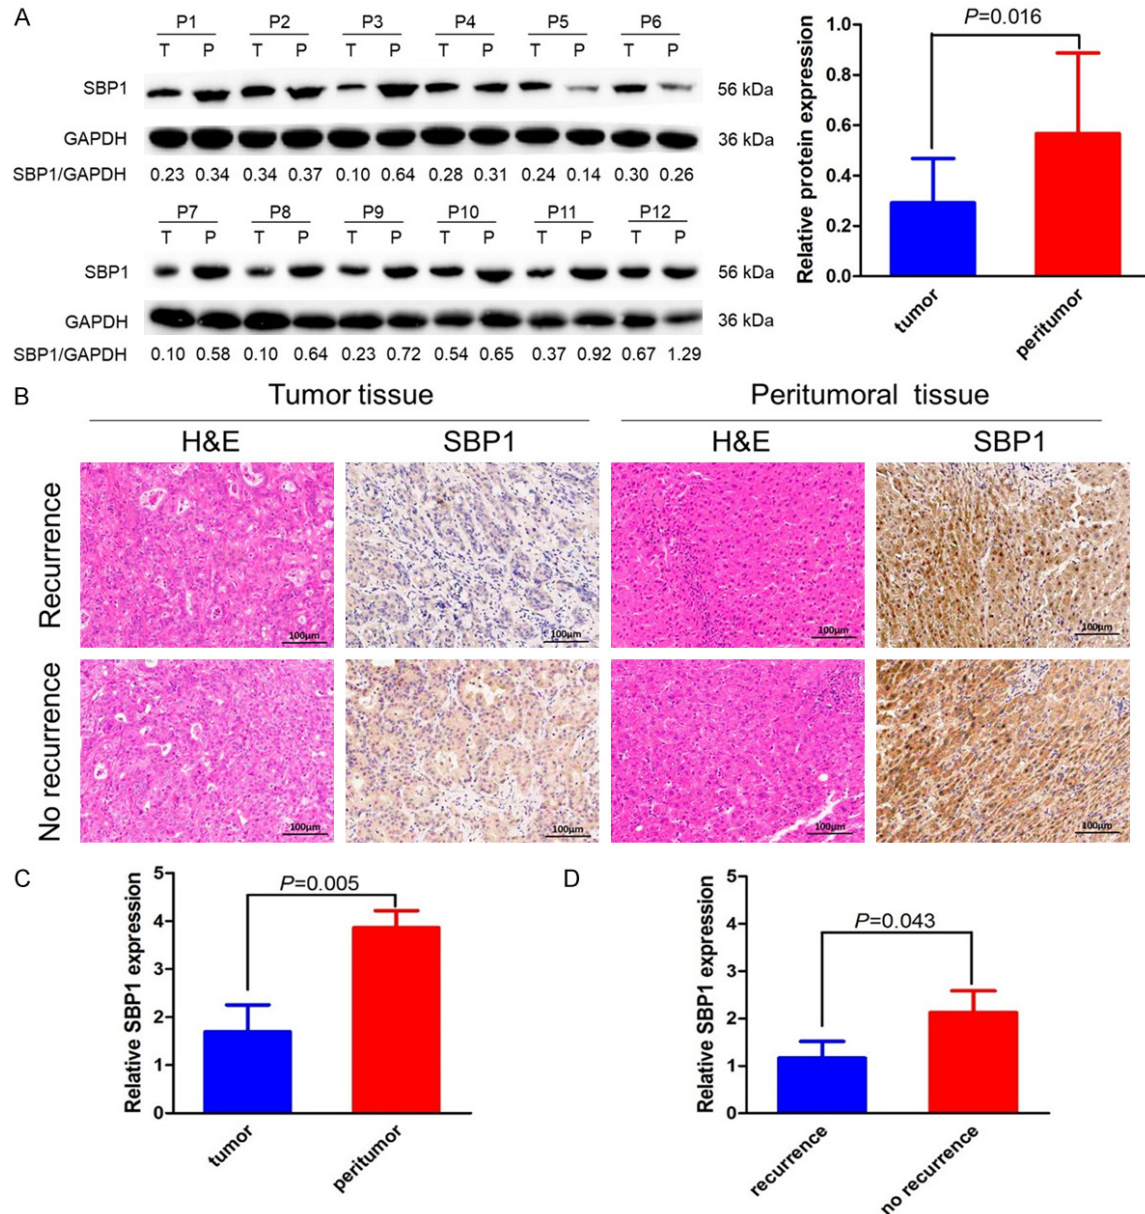 A
P1 P2 P3 P4 P5 P6
T P T P T P T P T P T P
SBP1 56 kDa
GAPDH 36 kDa
SBP1/GAPDH 0.23 0.34 0.34 0.37 0.10 0.64 0.28 0.31 0.24 0.14 0.30 0.26
P7 P8 P9 P10 P11 P12
T P T P T P T P T P T P
SBP1 56 kDa
GAPDH 36 kDa
SBP1/GAPDH 0.10 0.58 0.10 0.64 0.23 0.72 0.54 0.65 0.37 0.92 0.67 1.29
P=0.016
Relative protein expression
1.0
0.8
0.6
0.4
0.2
0.0
tumor
peritumor
B
Tumor tissue Peritumoral tissue
H&E SBP1 H&E SBP1
Recurrence
100μm 100μm 100μm 100μm
No recurrence
100μm 100μm 100μm 100μm
C
P=0.005
Relative SBP1 expression
5
4
3
2
1
0
tumor
peritumor
D
P=0.043
Relative SBP1 expression
5
4
3
2
1
0
recurrence
no recurrence